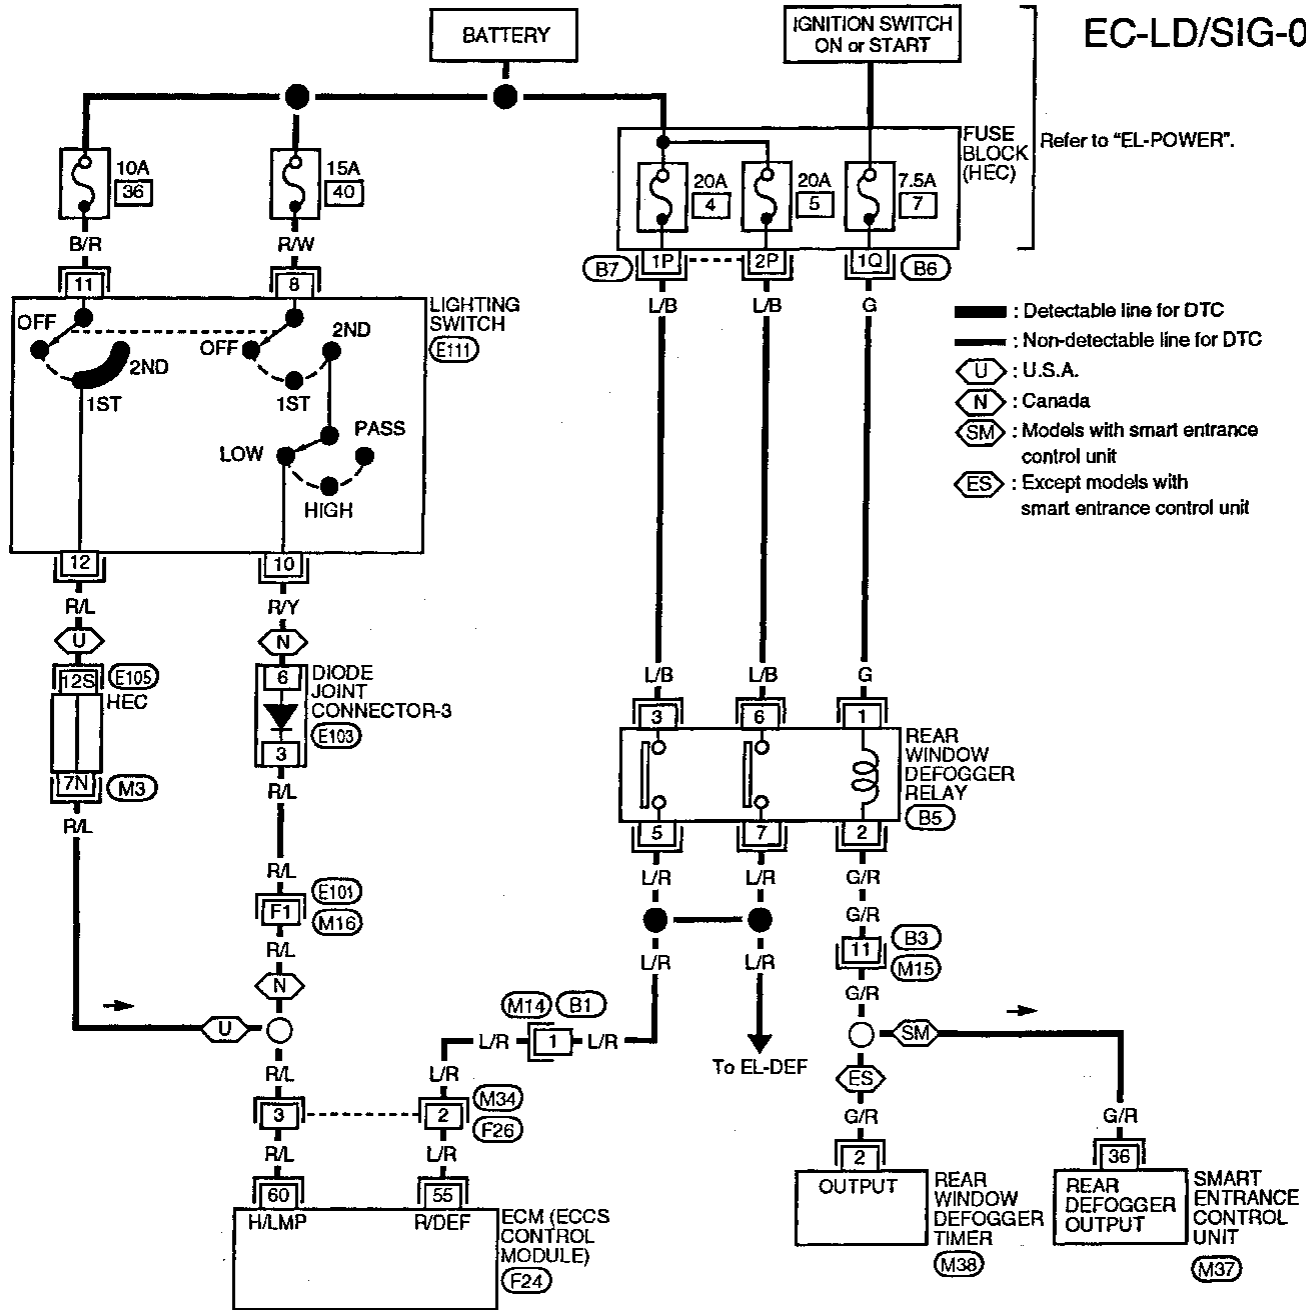 BATTERY
IGNITION SWITCH
ON or START
EC-LD/SIG-0
FUSE
BLOCK
(HEC)
Refer to "EL-POWER".
10A
36
15A
40
20A
4
20A
5
7.5A
7
B/R
R/W
B7
1P
2P
1Q
B6
11
8
L/B
L/B
G
OFF
2ND
1ST
OFF
2ND
1ST
LOW
PASS
HIGH
LIGHTING
SWITCH
E111
: Detectable line for DTC
: Non-detectable line for DTC
U : U.S.A.
N : Canada
SM : Models with smart entrance
control unit
ES : Except models with
smart entrance control unit
12
10
R/L
R/Y
U
N
12S
E105
HEC
6
3
DIODE
JOINT
CONNECTOR-3
E103
7N
M3
R/L
R/L
L/B
L/B
G
3
6
1
REAR
WINDOW
DEFOGGER
RELAY
B5
5
7
2
R/L
E101
F1
M16
R/L
N
L/R
L/R
G/R
L/R
L/R
G/R
11
B3
M15
G/R
U
M14
B1
L/R
1
L/R
To EL-DEF
SM
ES
R/L
L/R
G/R
G/R
3
2
M34
F26
R/L
L/R
60
55
H/LMP
R/DEF
ECM (ECCS
CONTROL
MODULE)
F24
2
OUTPUT
REAR
WINDOW
DEFOGGER
TIMER
M38
36
REAR
DEFOGGER
OUTPUT
SMART
ENTRANCE
CONTROL
UNIT
M37